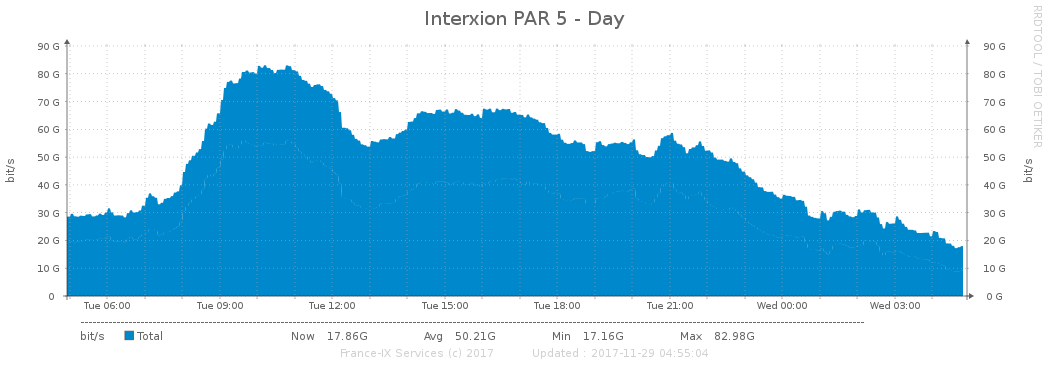 Interxion PAR 5 - Day
RRDTOOL / TOBI OETIKER
90 G 90 G
80 G 80 G
70 G 70 G
60 G 60 G
50 G 50 G
40 G 40 G
30 G 30 G
20 G 20 G
10 G 10 G
0 0 G
bit/s bit/s
Tue 06:00 Tue 09:00 Tue 12:00 Tue 15:00 Tue 18:00 Tue 21:00 Wed 00:00 Wed 03:00
bit/s Total Now 17.86G Avg 50.21G Min 17.16G Max 82.98G
France-IX Services (c) 2017 Updated : 2017-11-29 04:55:04